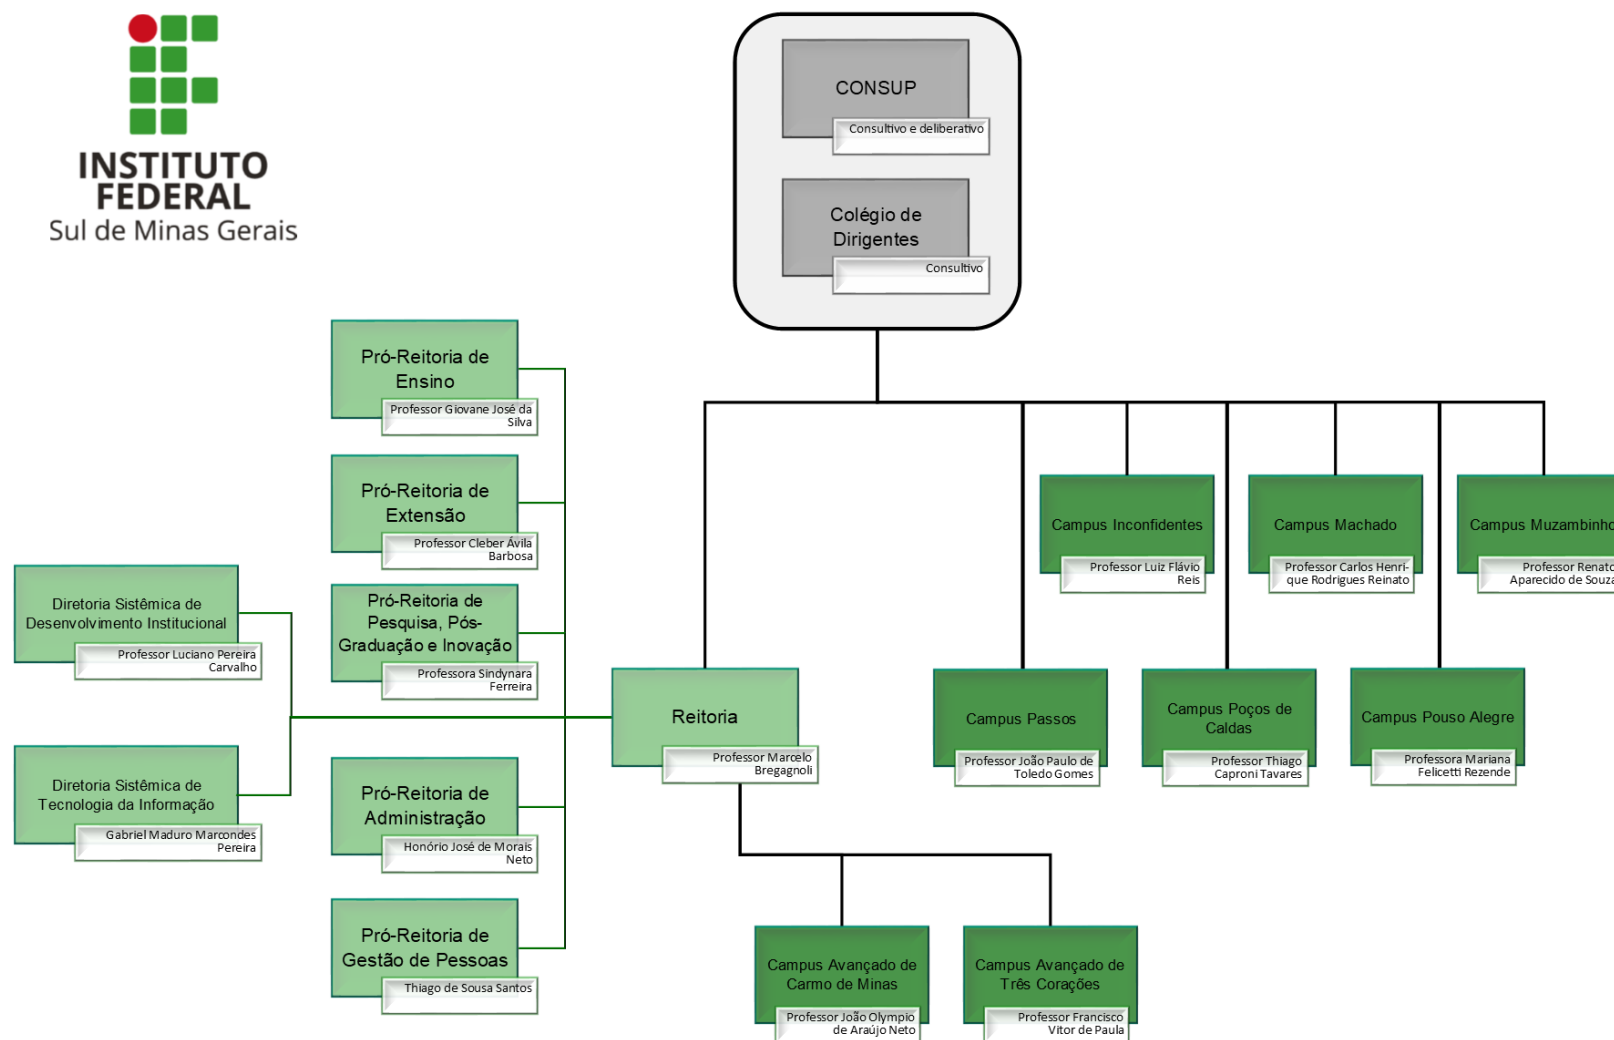 INSTITUTO
FEDERAL
Sul de Minas Gerais
CONSUP
Consultivo e deliberativo
Colégio de
Dirigentes
Consultivo
Pró-Reitoria de
Ensino
Professor Giovane José da
Silva
Pró-Reitoria de
Extensão
Professor Cleber Ávila
Barbosa
Pró-Reitoria de
Pesquisa, Pós-
Graduação e Inovação
Professora Sindynara
Ferreira
Diretoria Sistêmica de
Desenvolvimento Institucional
Professor Luciano Pereira
Carvalho
Diretoria Sistêmica de
Tecnologia da Informação
Gabriel Maduro Marcondes
Pereira
Pró-Reitoria de
Administração
Honório José de Morais
Neto
Pró-Reitoria de
Gestão de Pessoas
Thiago de Sousa Santos
Reitoria
Professor Marcelo
Bregagnoli
Campus Inconfidentes
Professor Luiz Flávio
Reis
Campus Machado
Professor Carlos Henri-
que Rodrigues Reinato
Campus Muzambinho
Professor Renato
Aparecido de Souza
Campus Passos
Professor João Paulo de
Toledo Gomes
Campus Poços de
Caldas
Professor Thiago
Caproni Tavares
Campus Pouso Alegre
Professora Mariana
Felicetti Rezende
Campus Avançado de
Carmo de Minas
Professor João Olympio
de Araújo Neto
Campus Avançado de
Três Corações
Professor Francisco
Vitor de Paula